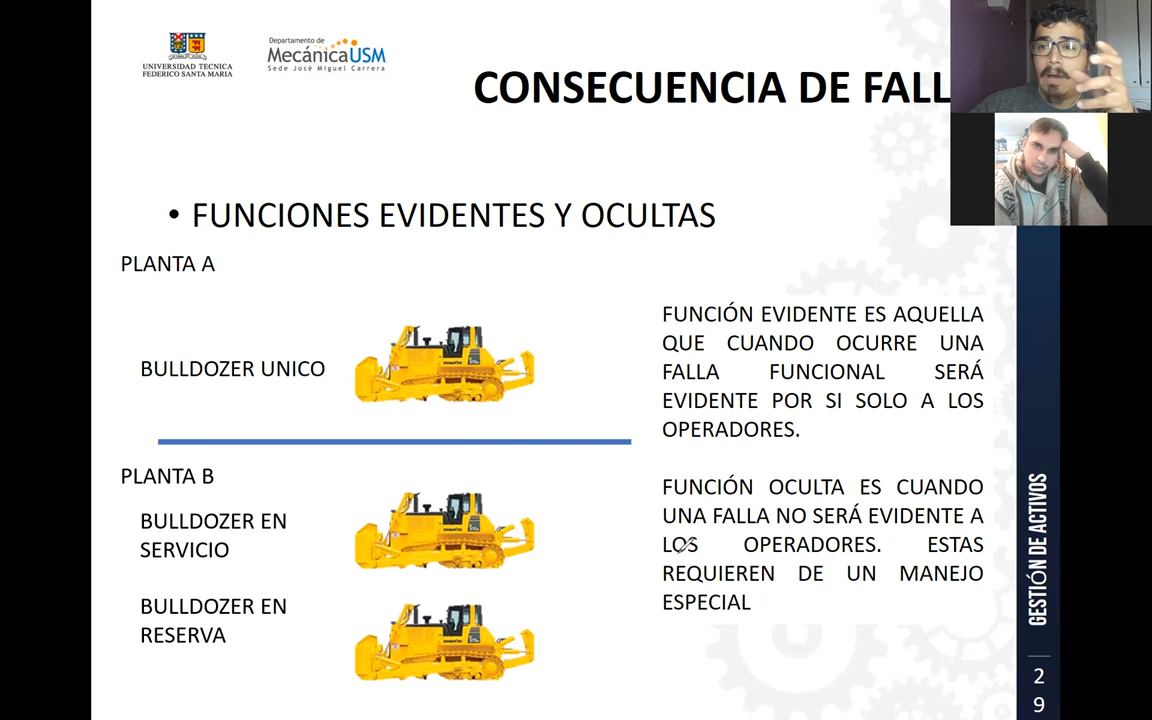 UNIVERSIDAD TECNICA
FEDERICO SANTA MARIA
Departamento de
MecánicaUSM
Sede José Miguel Carrera
CONSECUENCIA DE FALL
• FUNCIONES EVIDENTES Y OCULTAS
PLANTA A
BULLDOZER UNICO
PLANTA B
BULLDOZER EN
SERVICIO
BULLDOZER EN
RESERVA
FUNCIÓN EVIDENTE ES AQUELLA
QUE CUANDO OCURRE UNA
FALLA FUNCIONAL SERÁ
EVIDENTE POR SI SOLO A LOS
OPERADORES.
FUNCIÓN OCULTA ES CUANDO
UNA FALLA NO SERÁ EVIDENTE A
LOS OPERADORES. ESTAS
REQUIEREN DE UN MANEJO
ESPECIAL
GESTIÓN DE ACTIVOS
2
9